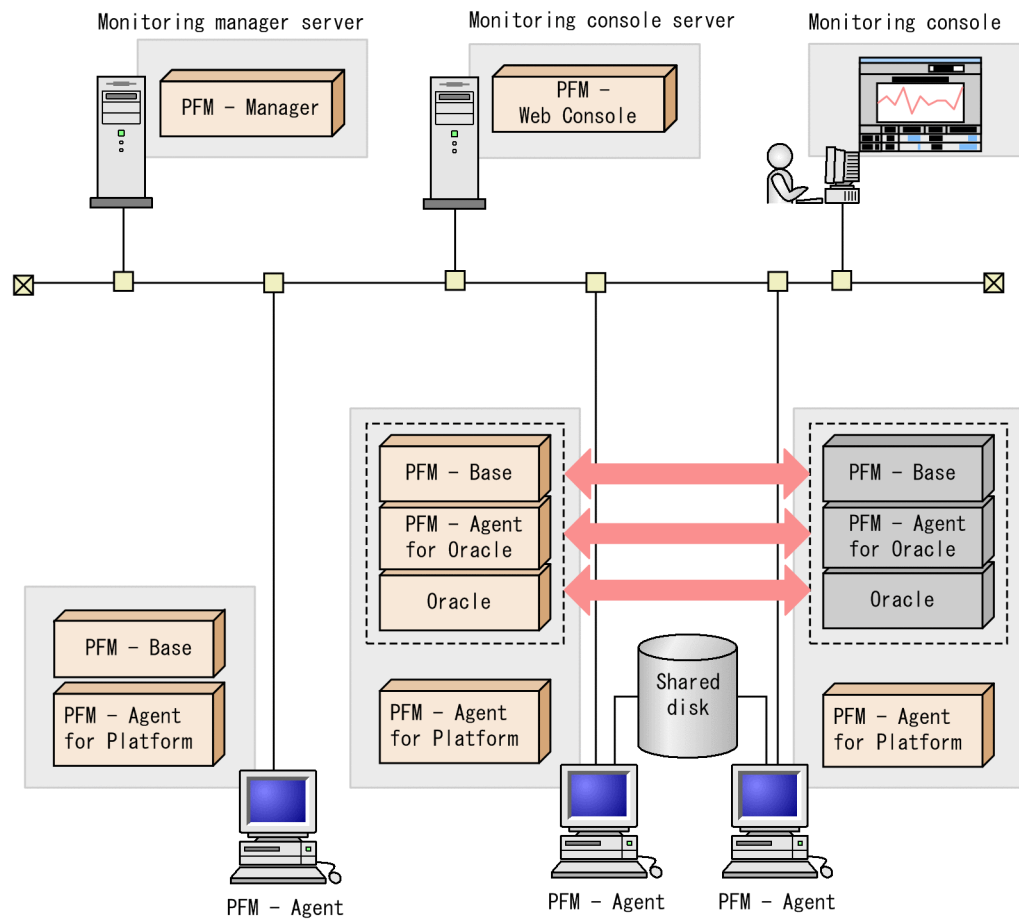 Monitoring manager server
Monitoring console server
Monitoring console
PFM − Manager
PFM −
Web Console
PFM − Base
PFM − Agent
for Oracle
Oracle
PFM − Base
PFM − Agent
for Oracle
Oracle
PFM − Base
PFM − Agent
for Platform
PFM − Agent
for Platform
Shared
disk
PFM − Agent
for Platform
PFM − Agent
PFM − Agent
PFM − Agent